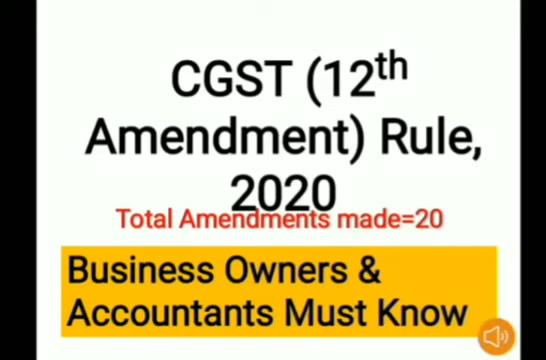 CGST (12th
Amendment) Rule,
2020
Total Amendments made=20
Business Owners &
Accountants Must Know